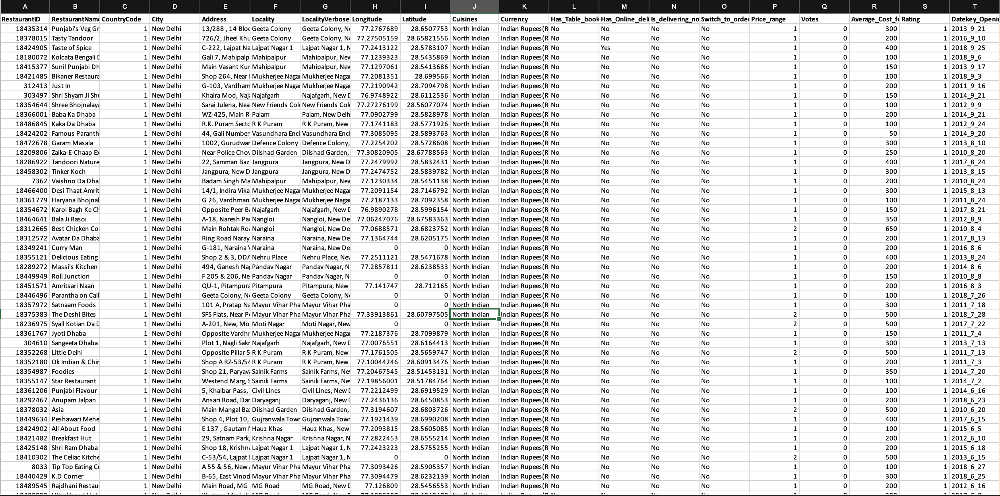 A B C D E F G H I J K L M N O P Q R S T
RestaurantID RestaurantName CountryCode City Address Locality LocalityVerbose Longitude Latitude Cuisines Currency Has_Table_book Has_Online_deli Is_delivering_no Switch_to_order Price_range Votes Average_Cost_fo Rating Datekey_Openin
18435314 Punjabi's Veg Gr 1 New Delhi 13/288 , 14 Bloc Geeta Colony Geeta Colony, N 77.2767689 28.6507753 North Indian Indian Rupees(R No No No No 1 0 300 1 2013_9_21
18378015 Tasty Tandoor 1 New Delhi 726/2, Jheel Khu Geeta Colony Geeta Colony, N 77.27505159 28.65821556 North Indian Indian Rupees(R No No No No 1 0 200 1 2016_9_10
18424905 Taste of Spice 1 New Delhi C-222, Lajpat Na Lajpat Nagar 1 Lajpat Nagar 1, N 77.2413122 28.5783107 North Indian Indian Rupees(R No Yes No No 1 0 400 1 2018_9_25
18180072 Kolcata Bengali D 1 New Delhi Gali 7, Mahipalp Mahipalpur Mahipalpur, New 77.1239323 28.5435869 North Indian Indian Rupees(R No No No No 1 0 100 1 2018_9_6
18415377 Sunil Punjabi Dh 1 New Delhi Main Vasant Kun Mahipalpur Mahipalpur, New 77.1297061 28.5413686 North Indian Indian Rupees(R No No No No 1 0 150 1 2013_9_17
18421485 Bikaner Restaura 1 New Delhi Shop 264, Near Mukherjee Nagar Mukherjee Nagar 77.2081351 28.699566 North Indian Indian Rupees(R No No No No 1 0 100 1 2018_9_3
312413 Just In 1 New Delhi G-103, Vardham Mukherjee Nagar Mukherjee Nagar 77.2190942 28.7094798 North Indian Indian Rupees(R No No No No 1 0 200 1 2011_9_16
303497 Shri Shyam Ji Shu 1 New Delhi Khaira Mod, Naj Najafgarh Najafgarh, New D 76.9748922 28.6112536 North Indian Indian Rupees(R No No No No 1 0 150 1 2014_9_21
18354644 Shree Bhojnalaya 1 New Delhi Sarai Julena, Nea New Friends Col New Friends Col 77.27276199 28.56077074 North Indian Indian Rupees(R No No No No 1 0 100 1 2012_9_9
18366001 Baba Ka Dhaba 1 New Delhi WZ-425, Main R Palam Palam, New Delh 77.0902799 28.5828978 North Indian Indian Rupees(R No No No No 1 0 200 1 2014_9_21
18486845 Kaka Da Dhaba 1 New Delhi R.K. Puram Secto R K Puram R K Puram, New 77.1741183 28.5771926 North Indian Indian Rupees(R No No No No 1 0 100 1 2012_9_24
18424202 Famous Paranth 1 New Delhi 44, Gali Number Vasundhara Encl Vasundhara Encl 77.3085095 28.5893763 North Indian Indian Rupees(R No No No No 1 0 50 1 2014_9_20
18472678 Garam Masala 1 New Delhi 1002, Gurudwar Defence Colony Defence Colony, 77.2254202 28.5728608 North Indian Indian Rupees(R No No No No 1 0 300 1 2013_8_10
18209806 Zaika-E-Chaap Ex 1 New Delhi Near Police Chow Dilshad Garden Dilshad Garden, 77.30820905 28.67788563 North Indian Indian Rupees(R No No No No 1 0 250 1 2010_8_20
18286922 Tandoori Nature 1 New Delhi 22, Samman Baz Jangpura Jangpura, New D 77.2479992 28.5832431 North Indian Indian Rupees(R No No No No 1 0 400 1 2017_8_24
18458302 Tinker Koch 1 New Delhi Jangpura, New D Jangpura Jangpura, New D 77.2474752 28.5839782 North Indian Indian Rupees(R No No No No 1 0 300 1 2013_8_15
7362 Vaishno Da Dhal 1 New Delhi Badam Singh Ma Mahipalpur Mahipalpur, New 77.1230334 28.5451138 North Indian Indian Rupees(R No No No No 1 0 200 1 2010_8_24
18466400 Desi Thaat Amrit 1 New Delhi 14/1, Indira Vika Mukherjee Nagar Mukherjee Nagar 77.2091154 28.7146792 North Indian Indian Rupees(R No No No No 1 0 300 1 2015_8_13
18361779 Haryana Bhojnal 1 New Delhi G 26, Vardhman Mukherjee Nagar Mukherjee Nagar 77.2187133 28.7092358 North Indian Indian Rupees(R No No No No 1 0 100 1 2011_8_24
18354672 Karol Bagh Ke Ch 1 New Delhi Opposite Peer B Najafgarh Najafgarh, New D 76.9890278 28.5996154 North Indian Indian Rupees(R No No No No 1 0 150 1 2017_8_21
18464641 Bala Ji Rasoi 1 New Delhi A-18, Naresh Par Nangloi Nangloi, New De 77.06247076 28.67583363 North Indian Indian Rupees(R No No No No 1 0 350 1 2012_8_9
18312665 Best Chicken Cor 1 New Delhi Main Rohtak Ro Nangloi Nangloi, New De 77.0688571 28.6823752 North Indian Indian Rupees(R No No No No 2 0 650 1 2010_8_4
18312572 Avatar Da Dhaba 1 New Delhi Ring Road Naray Naraina Naraina, New De 77.1364744 28.6205175 North Indian Indian Rupees(R No No No No 1 0 200 1 2017_8_13
18349241 Curry Man 1 New Delhi G-181, Naraina V Naraina Naraina, New De 0 0 North Indian Indian Rupees(R No No No No 1 0 200 1 2016_8_6
18355121 Delicious Eating 1 New Delhi Shop 2 & 3, DDA Nehru Place Nehru Place, New 77.2511121 28.5471678 North Indian Indian Rupees(R No No No No 1 0 400 1 2013_8_24
18289272 Massi's Kitchen 1 New Delhi 494, Ganesh Nag Pandav Nagar Pandav Nagar, N 77.2857811 28.6238533 North Indian Indian Rupees(R No No No No 1 0 200 1 2014_8_6
18449949 Roll Junction 1 New Delhi F 205 & 206, Ne Pandav Nagar Pandav Nagar, N 0 0 North Indian Indian Rupees(R No No No No 1 0 150 1 2010_8_8
18451571 Amritsari Naan 1 New Delhi QU-1, Pitampura Pitampura Pitampura, New 77.141747 28.712165 North Indian Indian Rupees(R No No No No 1 0 200 1 2016_8_3
18446496 Parantha on Call 1 New Delhi Geeta Colony, N Geeta Colony Geeta Colony, N 0 0 North Indian Indian Rupees(R No No No No 1 0 100 1 2018_7_26
18357972 Satnaam Foods 1 New Delhi 101 A, Pratap Na Mayur Vihar Pha Mayur Vihar Pha 0 0 North Indian Indian Rupees(R No No No No 1 0 300 1 2011_7_18
18375383 The Deshi Bites 1 New Delhi SFS Flats, Near P Mayur Vihar Pha Mayur Vihar Pha 77.33913861 28.60797505 North Indian Indian Rupees(R No No No No 2 0 500 1 2018_7_28
18236975 Syall Kotian Da D 1 New Delhi A-201, New, Mo Moti Nagar Moti Nagar, New 0 0 North Indian Indian Rupees(R No No No No 2 0 500 1 2017_7_22
18361767 Jyoti Dhaba 1 New Delhi Opposite Vardhr Mukherjee Nagar Mukherjee Nagar 77.2187376 28.7099879 North Indian Indian Rupees(R No No No No 1 0 150 1 2011_7_4
304610 Sangeeta Dhaba 1 New Delhi Plot 1, Nagli Sakr Najafgarh Najafgarh, New D 77.0076551 28.6164413 North Indian Indian Rupees(R No No No No 1 0 300 1 2013_7_13
18352268 Little Delhi 1 New Delhi Opposite Pillar 5 R K Puram R K Puram, New 77.1761505 28.5659747 North Indian Indian Rupees(R No No No No 2 0 500 1 2011_7_13
18352180 Ok Indian & Chin 1 New Delhi Shop A RZ-53/54 R K Puram R K Puram, New 77.10044246 28.60913476 North Indian Indian Rupees(R No No No No 1 0 200 1 2011_7_3
18354987 Foodies 1 New Delhi Shop 21, Paryava Sainik Farms Sainik Farms, New 77.20467545 28.51453131 North Indian Indian Rupees(R No No No No 1 0 350 1 2014_7_20
18355147 Star Restaurant 1 New Delhi Westend Marg, S Sainik Farms Sainik Farms, New 77.19856001 28.51784764 North Indian Indian Rupees(R No No No No 1 0 100 1 2014_7_2
18361206 Punjabi Flavour 1 New Delhi 5, Khaibar Pass, Civil Lines Civil Lines, New D 77.2212499 28.6919529 North Indian Indian Rupees(R No No No No 1 0 100 1 2014_6_16
18292467 Anupam Jalpan 1 New Delhi Ansari Road, Dar Daryaganj Daryaganj, New D 77.2436136 28.6450853 North Indian Indian Rupees(R No No No No 1 0 200 1 2018_6_23
18378032 Asia 1 New Delhi Main Mangal Baz Dilshad Garden Dilshad Garden, 77.3194607 28.6803726 North Indian Indian Rupees(R No No No No 2 0 500 1 2010_6_20
18449634 Peshawari Mehe 1 New Delhi Shop 4, Plot 10, Gujranwala Town Gujranwala Town 77.1921439 28.6990208 North Indian Indian Rupees(R No No No No 1 0 400 1 2017_6_15
18424902 All About Food 1 New Delhi E 137 , Gautam N Hauz Khas Hauz Khas, New 77.2093815 28.5605085 North Indian Indian Rupees(R No No No No 1 0 100 1 2015_6_5
18421482 Breakfast Hut 1 New Delhi 29, Satnam Park, Krishna Nagar Krishna Nagar, N 77.2822453 28.6555214 North Indian Indian Rupees(R No No No No 1 0 200 1 2012_6_10
18425148 Shri Ram Dhaba 1 New Delhi Shop 18, Krishna Lajpat Nagar 1 Lajpat Nagar 1, N 77.2423223 28.5755255 North Indian Indian Rupees(R No No No No 1 0 200 1 2015_6_18
18410302 The Celiac Kitche 1 New Delhi C-53/54, Lajpat Lajpat Nagar 1 Lajpat Nagar 1, N 0 0 North Indian Indian Rupees(R No No No No 2 0 500 1 2013_6_15
8033 Tip Top Eating Co 1 New Delhi A 55 & 56, New Mayur Vihar Pha Mayur Vihar Pha 77.3093426 28.5905357 North Indian Indian Rupees(R No No No No 1 0 100 1 2018_6_27
18440429 K.D Corner 1 New Delhi B-65, East Vinod Mayur Vihar Pha Mayur Vihar Pha 77.3094479 28.6232139 North Indian Indian Rupees(R No No No No 1 0 300 1 2018_6_25
18489545 Rajdhani Restaur 1 New Delhi Main Road, MG MG Road MG Road, New D 77.126809 28.5456553 North Indian Indian Rupees(R No No No No 1 0 200 1 2012_6_16